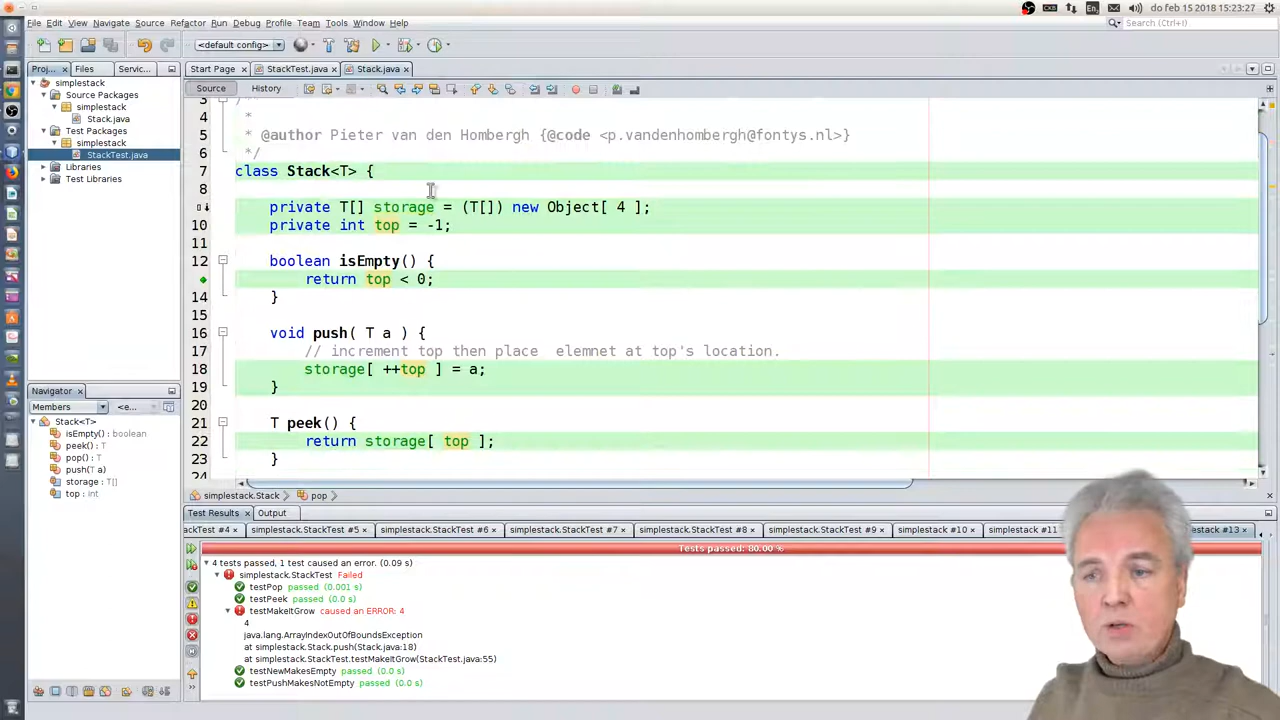 do feb 15 2018 15:23:27
File Edit View Navigate Source Refactor Run Debug Profile Team Tools Window Help
Search (Ctrl+I)
<default config>
Proj... Files Servic...
Start Page StackTest.java Stack.java
Source History
simplestack
Source Packages
simplestack
Stack.java
Test Packages
simplestack
StackTest.java
Libraries
Test Libraries
3 /**
4 *
5 * @author Pieter van den Hombergh {@code <p.vandenhombergh@fontys.nl>}
6 */
7 class Stack<T> {
8
private T[] storage = (T[]) new Object[ 4 ];
10 private int top = -1;
11
12 boolean isEmpty() {
return top < 0;
14 }
15
16 void push( T a ) {
17 // increment top then place elemnet at top's location.
18 storage[ ++top ] = a;
19 }
20
21 T peek() {
22 return storage[ top ];
23 }
24
Navigator
Members <e...
Stack<T>
isEmpty() : boolean
peek() : T
pop() : T
push(T a)
storage : T[]
top : int
simplestack.Stack pop
Test Results Output
ackTest #4 simplestack.StackTest #5 simplestack.StackTest #6 simplestack.StackTest #7 simplestack.StackTest #8 simplestack.StackTest #9 simplestack #10 simplestack #11 stack #13
Tests passed: 80.00 %
4 tests passed, 1 test caused an error. (0.09 s)
simplestack.StackTest Failed
testPop passed (0.001 s)
testPeek passed (0.0 s)
testMakeItGrow caused an ERROR: 4
4
java.lang.ArrayIndexOutOfBoundsException
at simplestack.Stack.push(Stack.java:18)
at simplestack.StackTest.testMakeItGrow(StackTest.java:55)
testNewMakesEmpty passed (0.0 s)
testPushMakesNotEmpty passed (0.0 s)